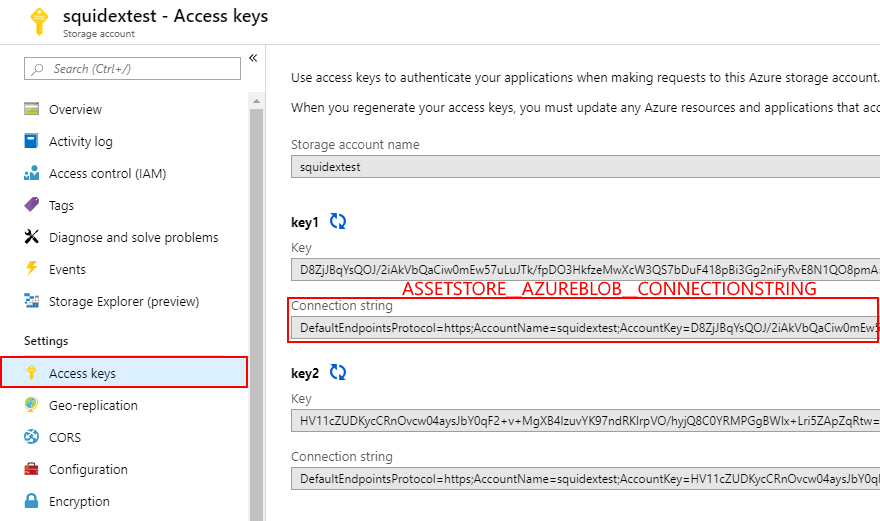 squidextest - Access keys
Storage account
Search (Ctrl+/)
«
Overview
Activity log
Access control (IAM)
Tags
Diagnose and solve problems
Events
Storage Explorer (preview)
Settings
Access keys
Geo-replication
CORS
Configuration
Encryption
Use access keys to authenticate your applications when making requests to this Azure storage account.
When you regenerate your access keys, you must update any Azure resources and applications that acc
Storage account name
squidextest
key1
Key
D8ZjJBqYsQOJ/2iAkVbQaCiw0mEw57uLuJTk/fpDO3HkfzeMwXcW3QS7bDuF418pBi3Gg2niFyRvE8N1QO8pmA
ASSETSTORE__AZUREBLOB__CONNECTIONSTRING
Connection string
DefaultEndpointsProtocol=https;AccountName=squidextest;AccountKey=D8ZjJBqYsQOJ/2iAkVbQaCiw0mEw5
key2
Key
HV11cZUDKycCRnOvcw04aysJbY0qF2+v+MgXB4IzuvYK97ndRKIrpVO/hyjQ8C0YRMPGgBWIx+Lri5ZApZqRtw=
Connection string
DefaultEndpointsProtocol=https;AccountName=squidextest;AccountKey=HV11cZUDKycCRnOvcw04aysJbY0q